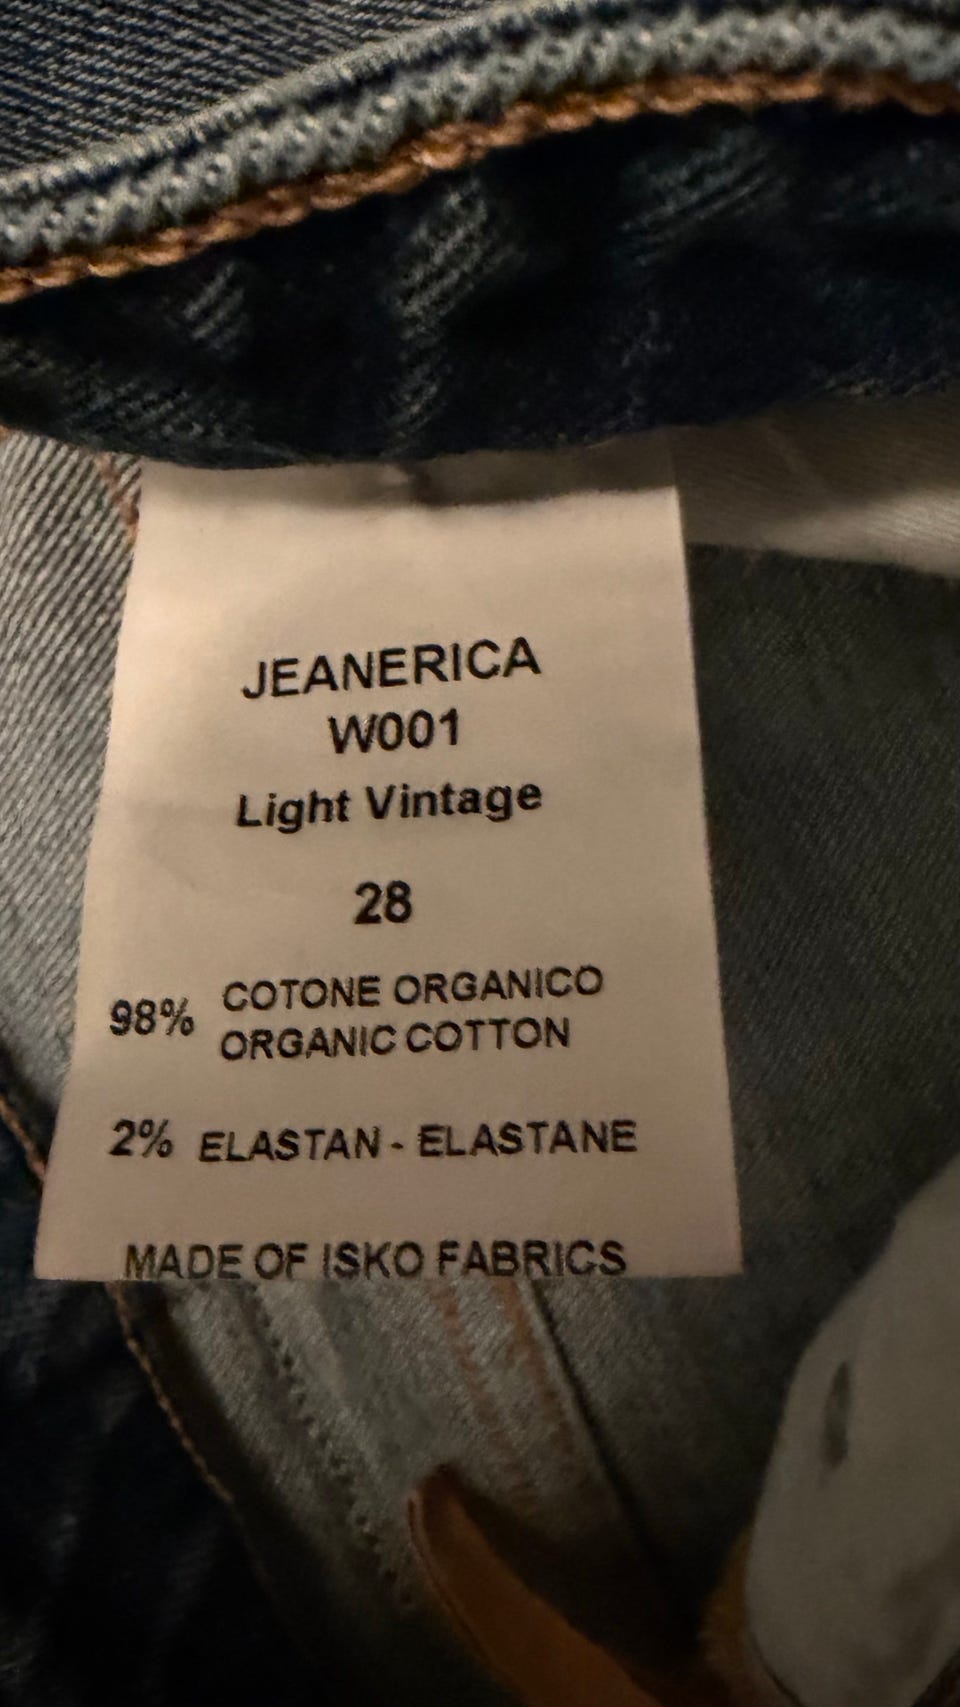 JEANERICA
W001
Light Vintage
28
98% COTONE ORGANICO
ORGANIC COTTON
2% ELASTAN - ELASTANE
MADE OF ISKO FABRICS